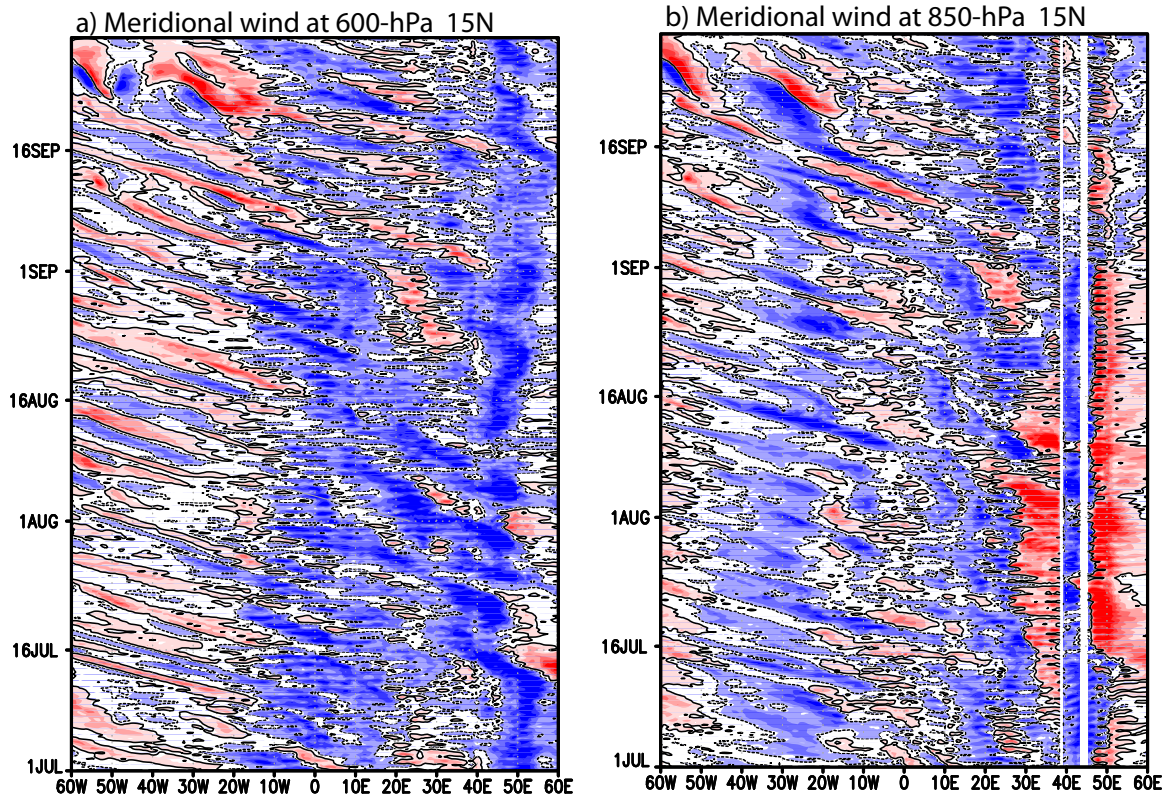 a) Meridional wind at 600-hPa 15N
16SEP
1SEP
16AUG
1AUG
16JUL
1JUL
60W 50W 40W 30W 20W 10W 0 10E 20E 30E 40E 50E 60E
b) Meridional wind at 850-hPa 15N
16SEP
1SEP
16AUG
1AUG
16JUL
1JUL
60W 50W 40W 30W 20W 10W 0 10E 20E 30E 40E 50E 60E